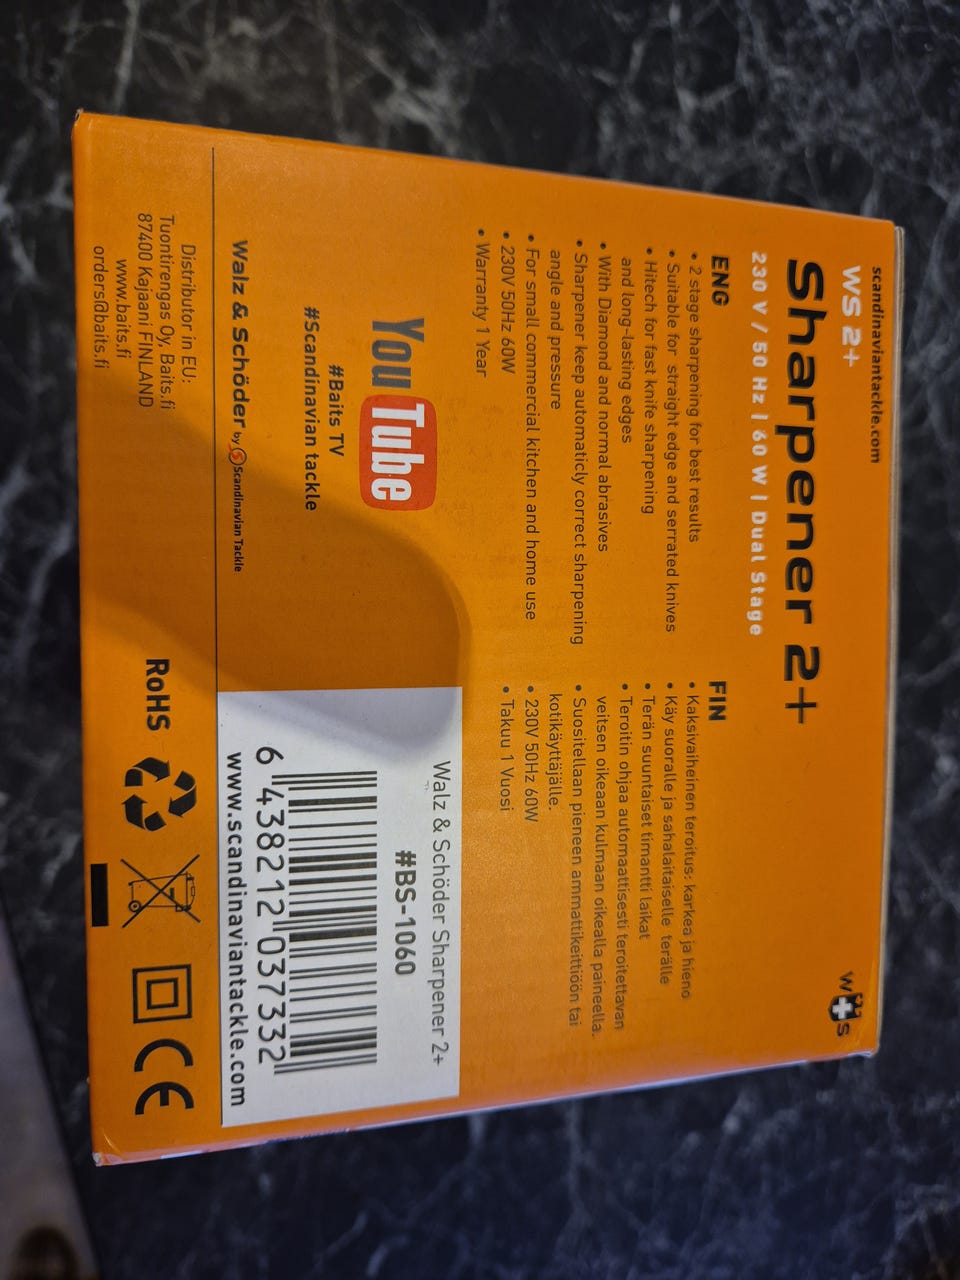 scandinaviantackle.com
WS 2+
Sharpener 2+
230 V / 50 Hz | 60 W | Dual Stage
w s
ENG
• 2 stage sharpening for best results
• Suitable for straight edge and serrated knives
• Hitech for fast knife sharpening
and long-lasting edges
• With Diamond and normal abrasives
• Sharpener keep automaticly correct sharpening
angle and pressure
• For small commercial kitchen and home use
• 230V 50Hz 60W
• Warranty 1 Year
FIN
• Kaksivaiheinen teroitus: karkea ja hieno
• Käy suoralle ja sahalaitaiselle terälle
• Terän suuntaiset timantti laikat
• Teroitin ohjaa automaattisesti teroitettavan
veitsen oikeaan kulmaan oikealla paineella.
• Suositellaan pieneen ammattikeittiöön tai
kotikäyttäjälle.
• 230V 50Hz 60W
• Takuu 1 Vuosi
YouTube
#Baits TV
#Scandinavian tackle
Walz & Schöder by S Scandinavian Tackle
Walz & Schöder Sharpener 2+
#BS-1060
6 438212 037332
www.scandinaviantackle.com
Distributor in EU:
Tuontirengas Oy, Baits.fi
87400 Kajaani FINLAND
www.baits.fi
orders@baits.fi
RoHS
CE